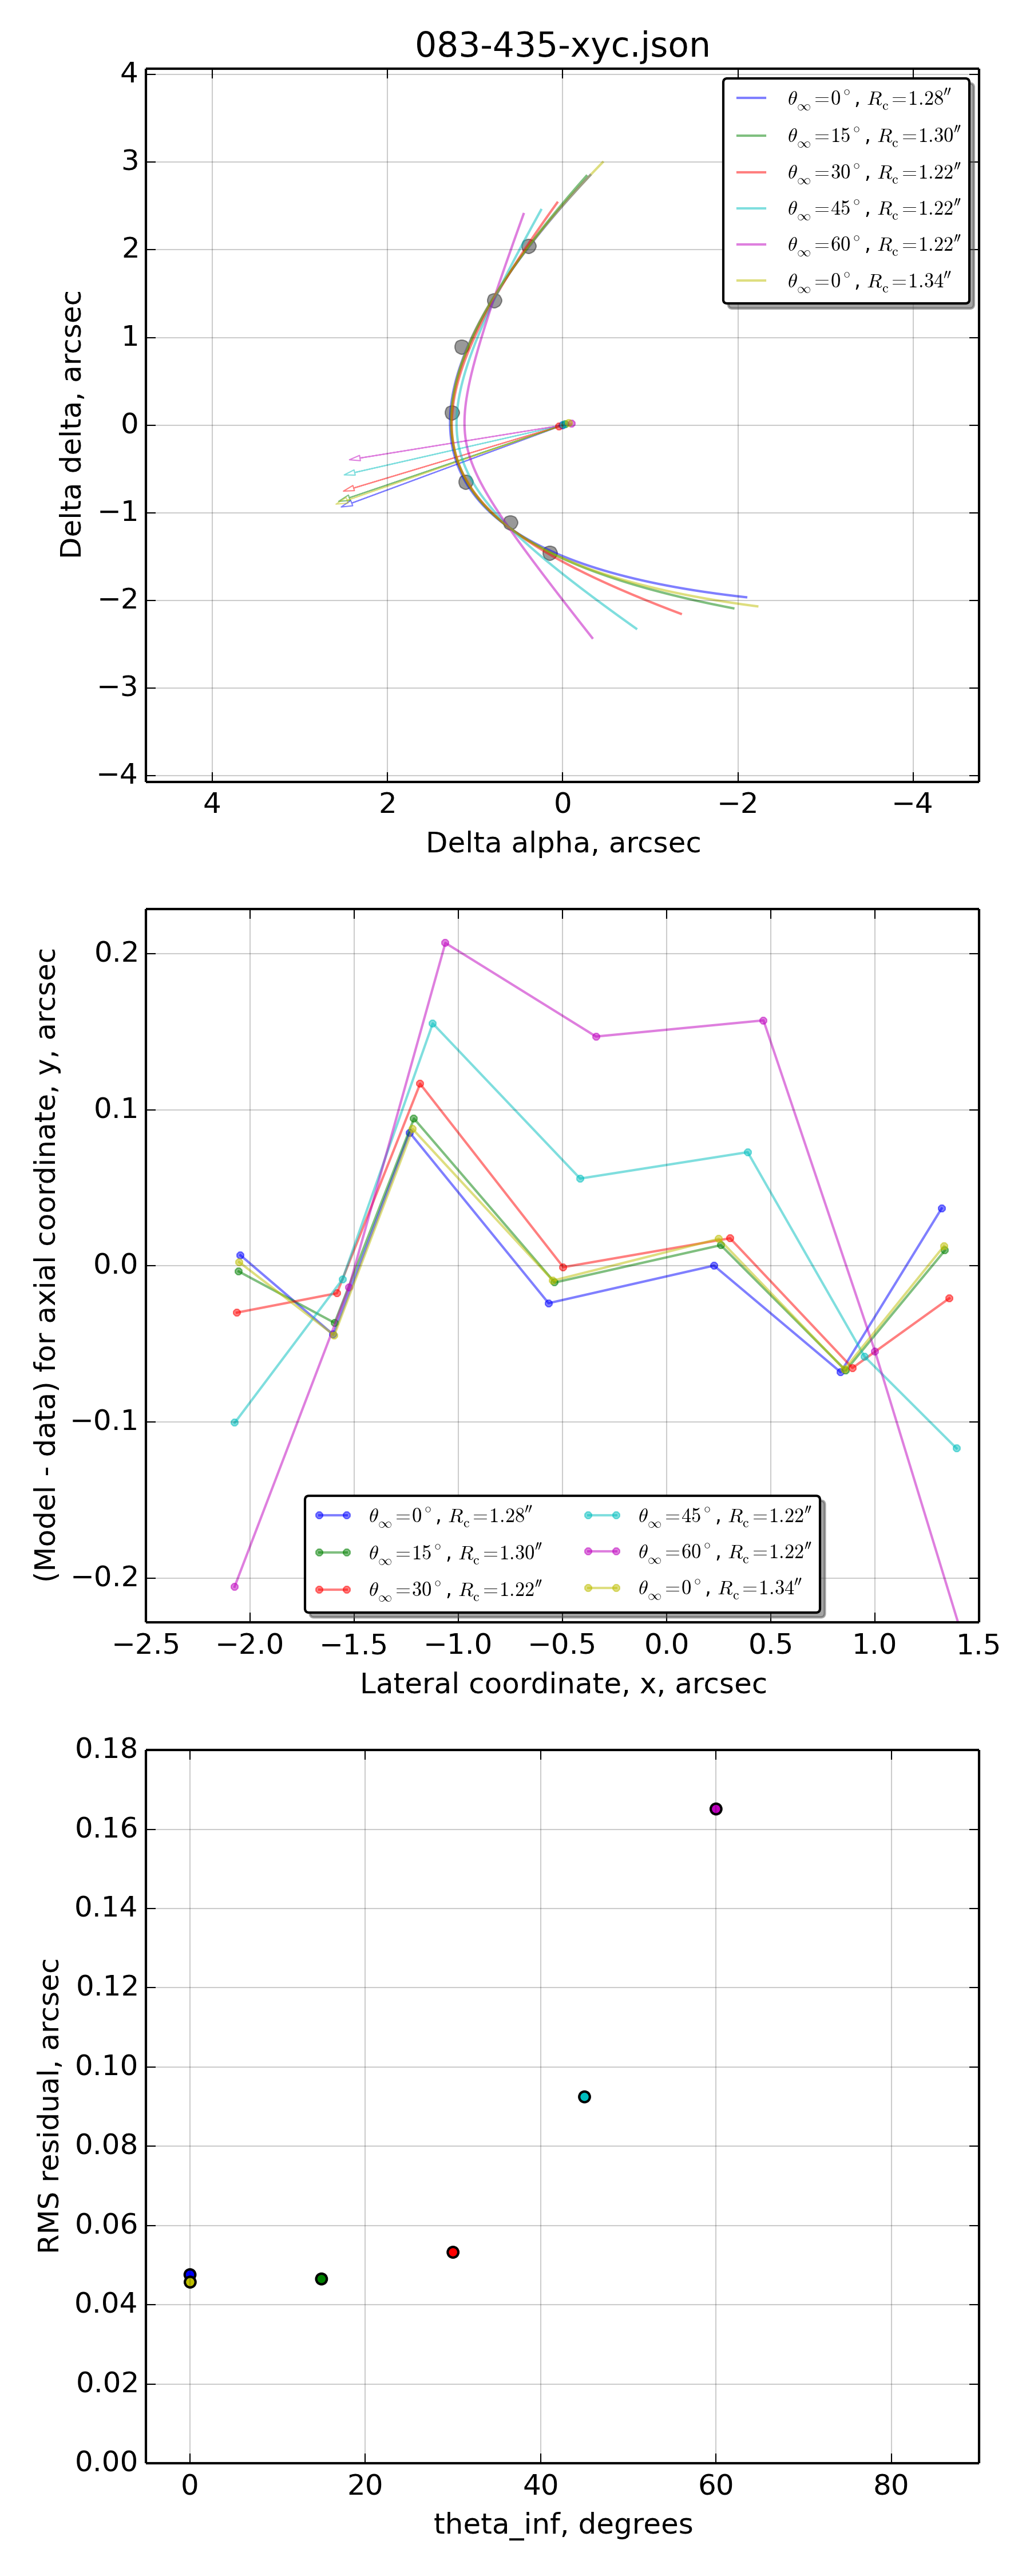 083-435-xyc.json
4
3
2
1
0
−1
−2
−3
−4
Delta delta, arcsec
θ∞=0°, Rc=1.28″
θ∞=15°, Rc=1.30″
θ∞=30°, Rc=1.22″
θ∞=45°, Rc=1.22″
θ∞=60°, Rc=1.22″
θ∞=0°, Rc=1.34″
4 2 0 −2 −4
Delta alpha, arcsec
0.2
0.1
0.0
−0.1
−0.2
(Model - data) for axial coordinate, y, arcsec
θ∞=0°, Rc=1.28″ θ∞=45°, Rc=1.22″
θ∞=15°, Rc=1.30″ θ∞=60°, Rc=1.22″
θ∞=30°, Rc=1.22″ θ∞=0°, Rc=1.34″
−2.5 −2.0 −1.5 −1.0 −0.5 0.0 0.5 1.0 1.5
Lateral coordinate, x, arcsec
0.18
0.16
0.14
0.12
0.10
0.08
0.06
0.04
0.02
0.00
RMS residual, arcsec
0 20 40 60 80
theta_inf, degrees